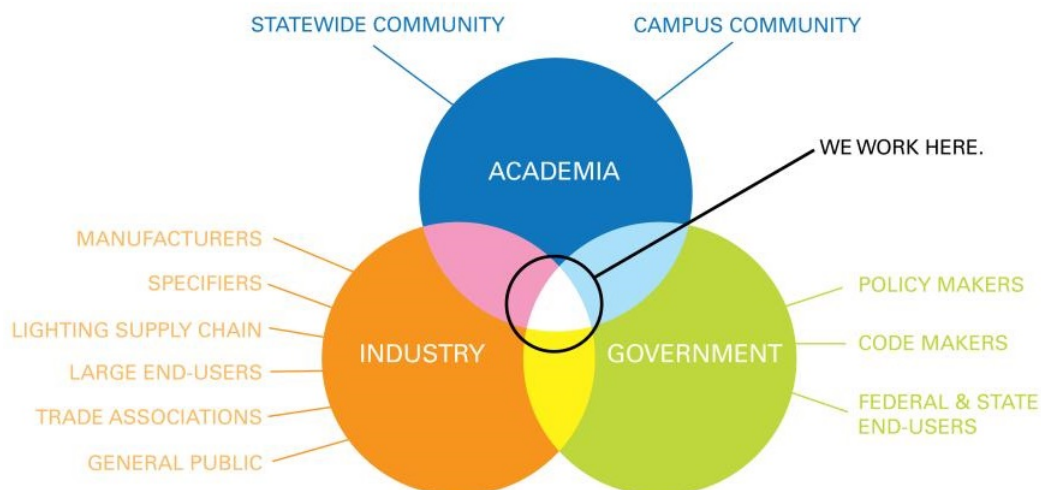 STATEWIDE COMMUNITY
CAMPUS COMMUNITY
WE WORK HERE.
ACADEMIA
MANUFACTURERS
SPECIFIERS
LIGHTING SUPPLY CHAIN
LARGE END-USERS
TRADE ASSOCIATIONS
GENERAL PUBLIC
INDUSTRY
GOVERNMENT
POLICY MAKERS
CODE MAKERS
FEDERAL & STATE
END-USERS